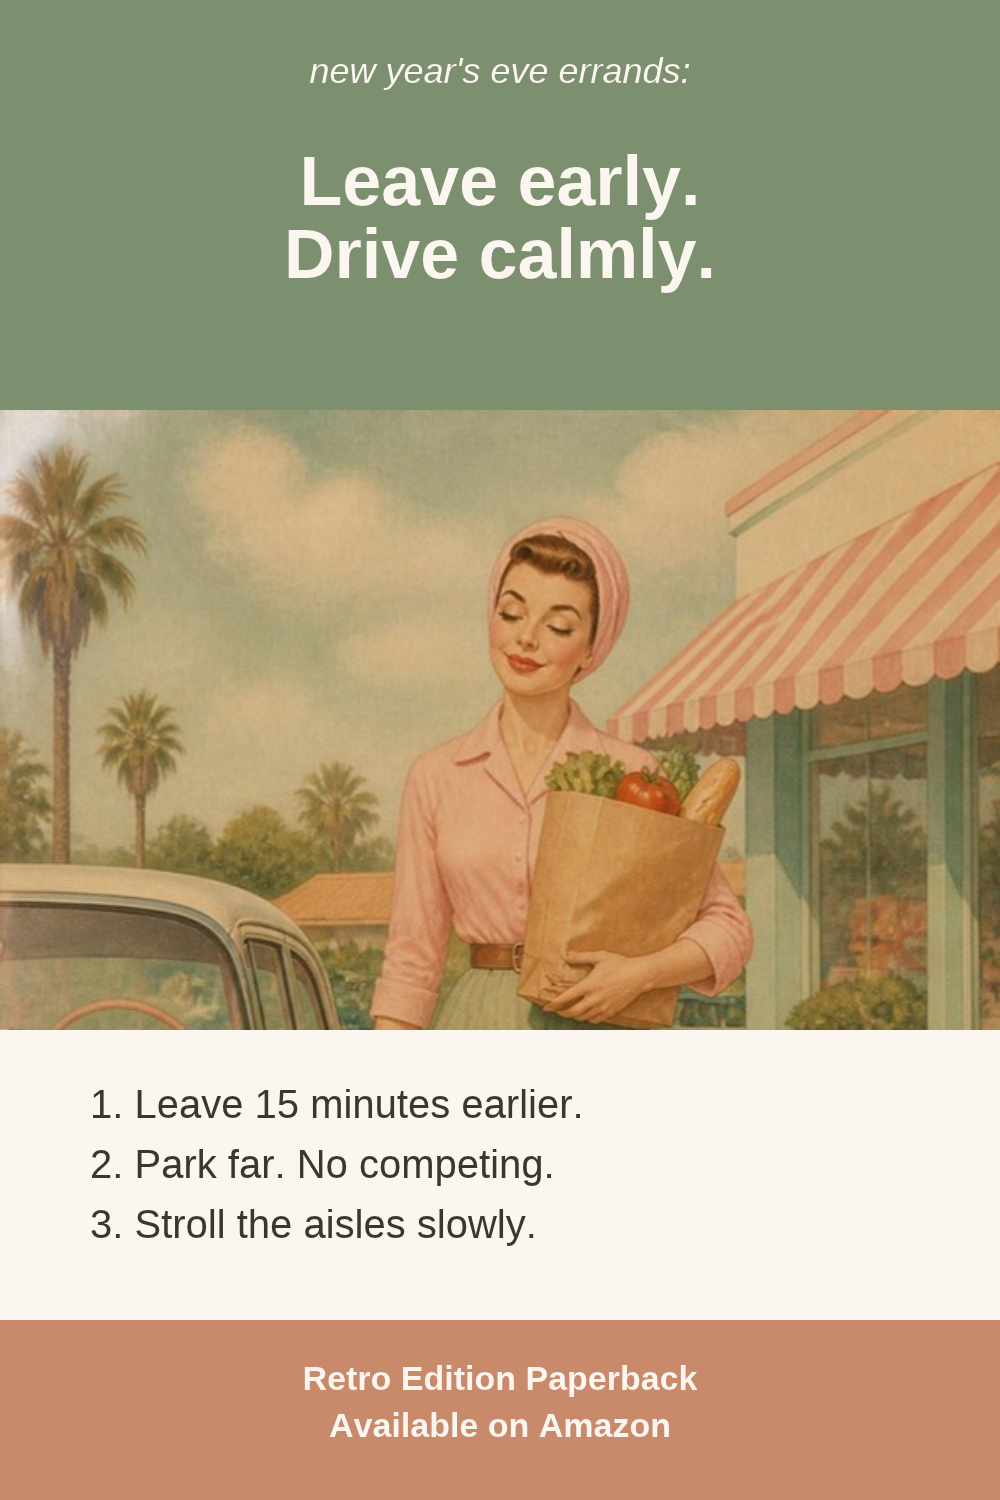 new year's eve errands:
Leave early.
Drive calmly.
1. Leave 15 minutes earlier.
2. Park far. No competing.
3. Stroll the aisles slowly.
Retro Edition Paperback
Available on Amazon